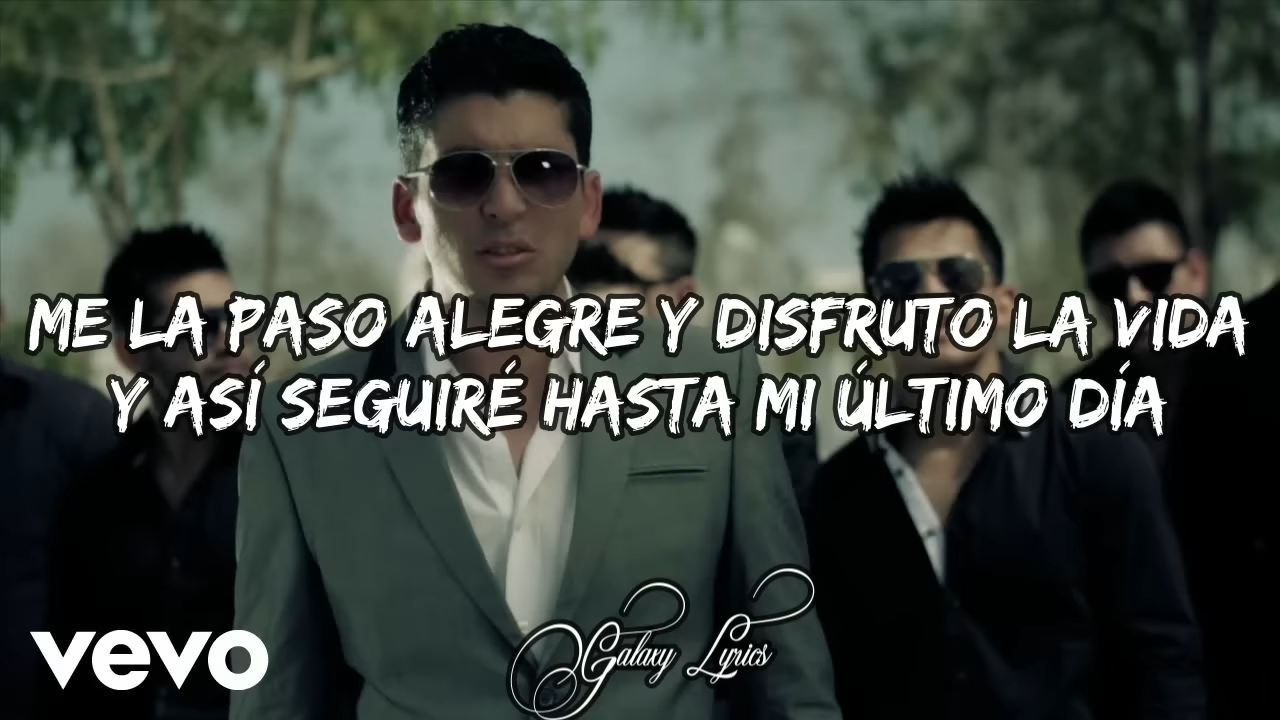 ME LA PASO ALEGRE Y DISFRUTO LA VIDA
Y ASÍ SEGUIRÉ HASTA MI ÚLTIMO DÍA
Galaxy Lyrics
vevo